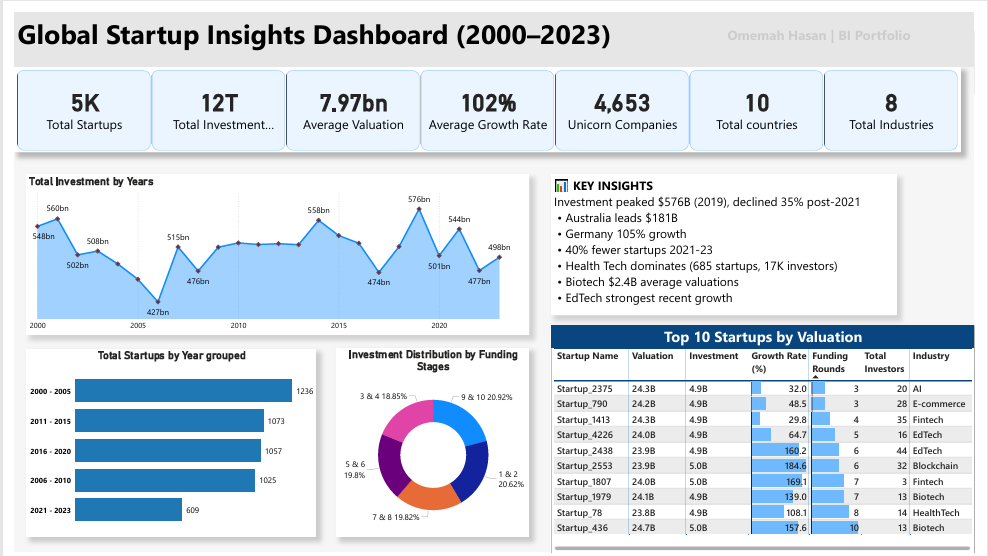 Global Startup Insights Dashboard (2000–2023)
Omemah Hasan | BI Portfolio
5K
Total Startups
12T
Total Investment...
7.97bn
Average Valuation
102%
Average Growth Rate
4,653
Unicorn Companies
10
Total countries
8
Total Industries
Total Investment by Years
548bn
560bn
502bn
508bn
427bn
515bn
476bn
558bn
474bn
576bn
501bn
544bn
477bn
498bn
2000 2005 2010 2015 2020
📊 KEY INSIGHTS
Investment peaked $576B (2019), declined 35% post-2021
• Australia leads $181B
• Germany 105% growth
• 40% fewer startups 2021-23
• Health Tech dominates (685 startups, 17K investors)
• Biotech $2.4B average valuations
• EdTech strongest recent growth
Total Startups by Year grouped
2000 - 2005 1236
2011 - 2015 1073
2016 - 2020 1057
2006 - 2010 1025
2021 - 2023 609
Investment Distribution by Funding
Stages
3 & 4 18.85%
9 & 10 20.92%
5 & 6
19.8%
1 & 2
20.62%
7 & 8 19.82%
Top 10 Startups by Valuation
Startup Name Valuation Investment Growth Rate Funding Total Industry
(%) Rounds Investors
Startup_2375 24.3B 4.9B 32.0 3 20 AI
Startup_790 24.2B 4.9B 48.5 3 28 E-commerce
Startup_1413 24.3B 4.9B 29.8 4 35 Fintech
Startup_4226 24.0B 4.9B 64.7 5 16 EdTech
Startup_2438 23.9B 4.9B 160.2 6 44 EdTech
Startup_2553 23.9B 5.0B 184.6 6 32 Blockchain
Startup_1807 24.0B 5.0B 169.1 7 3 Fintech
Startup_1979 24.1B 4.9B 139.0 7 13 Biotech
Startup_78 23.8B 4.9B 108.1 8 14 HealthTech
Startup_436 24.7B 5.0B 157.6 10 13 Biotech